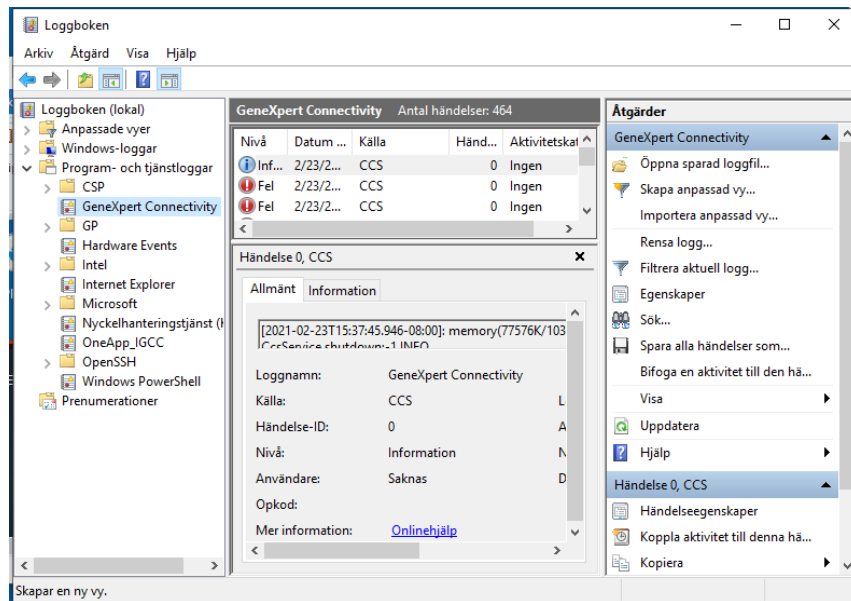 Loggboken
Arkiv Åtgärd Visa Hjälp
Loggboken (lokal)
Anpassade vyer
Windows-loggar
Program- och tjänstloggar
CSP
GeneXpert Connectivity
GP
Hardware Events
Intel
Internet Explorer
Microsoft
Nyckelhanteringstjänst (
OneApp_IGCC
OpenSSH
Windows PowerShell
Prenumerationer
GeneXpert Connectivity Antal händelser: 464
Nivå Datum ... Källa Händ... Aktivitetskat
Inf... 2/23/2... CCS 0 Ingen
Fel 2/23/2... CCS 0 Ingen
Fel 2/23/2... CCS 0 Ingen
Händelse 0, CCS
Allmänt Information
[2021-02-23T15:37:45.946-08:00]: memory(77576K/103
CcsService shutdown:-1 INFO
Loggnamn: GeneXpert Connectivity
Källa: CCS L
Händelse-ID: 0 A
Nivå: Information N
Användare: Saknas D
Opkod:
Mer information: Onlinehjälp
Åtgärder
GeneXpert Connectivity
Öppna sparad loggfil...
Skapa anpassad vy...
Importera anpassad vy...
Rensa logg...
Filtrera aktuell logg...
Egenskaper
Sök...
Spara alla händelser som...
Bifoga en aktivitet till den hä...
Visa
Uppdatera
Hjälp
Händelse 0, CCS
Händelseegenskaper
Koppla aktivitet till denna hä...
Kopiera
Skapar en ny vy.